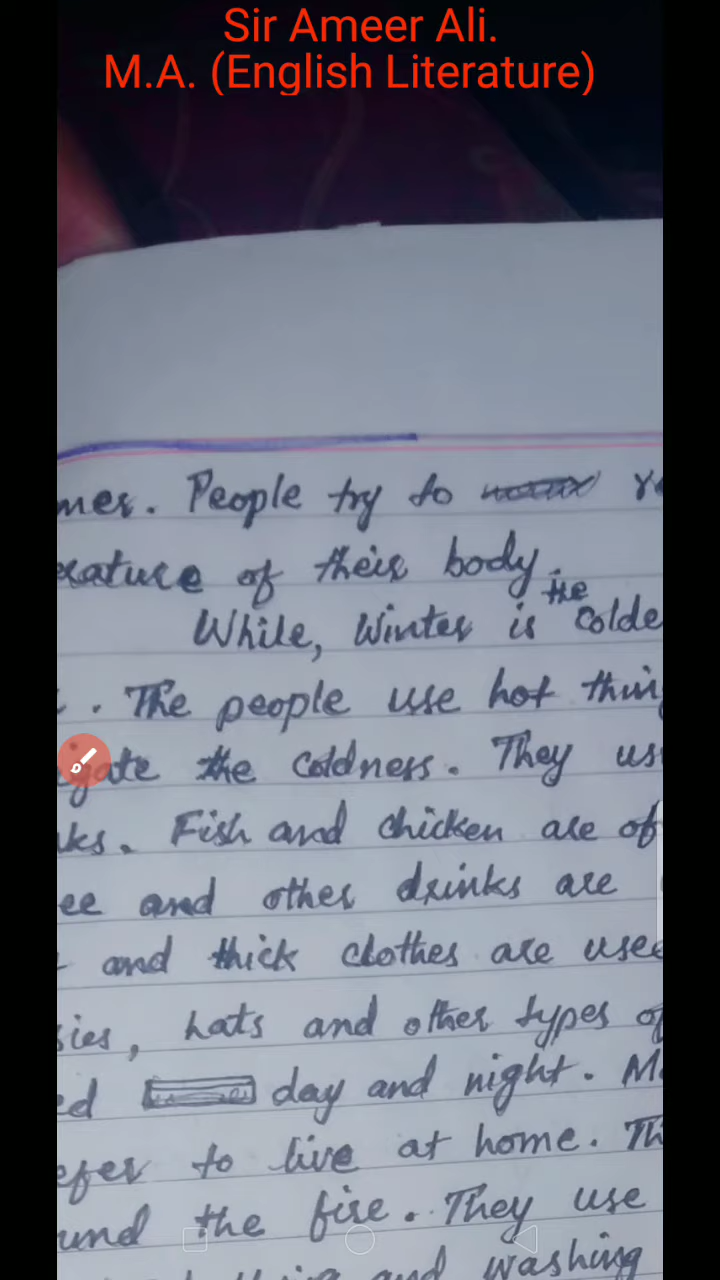 Sir Ameer Ali.
M.A. (English Literature)
mer. People try to
erature of their body.
While, Winter is the colde
. The people use hot thin
igate the coldness. They us
ks. Fish and chicken are of
ee and other drinks are
and thick clothes are use
sies, hats and other types of
ed day and night. M
efer to live at home. Th
und the fire. They use
and washing